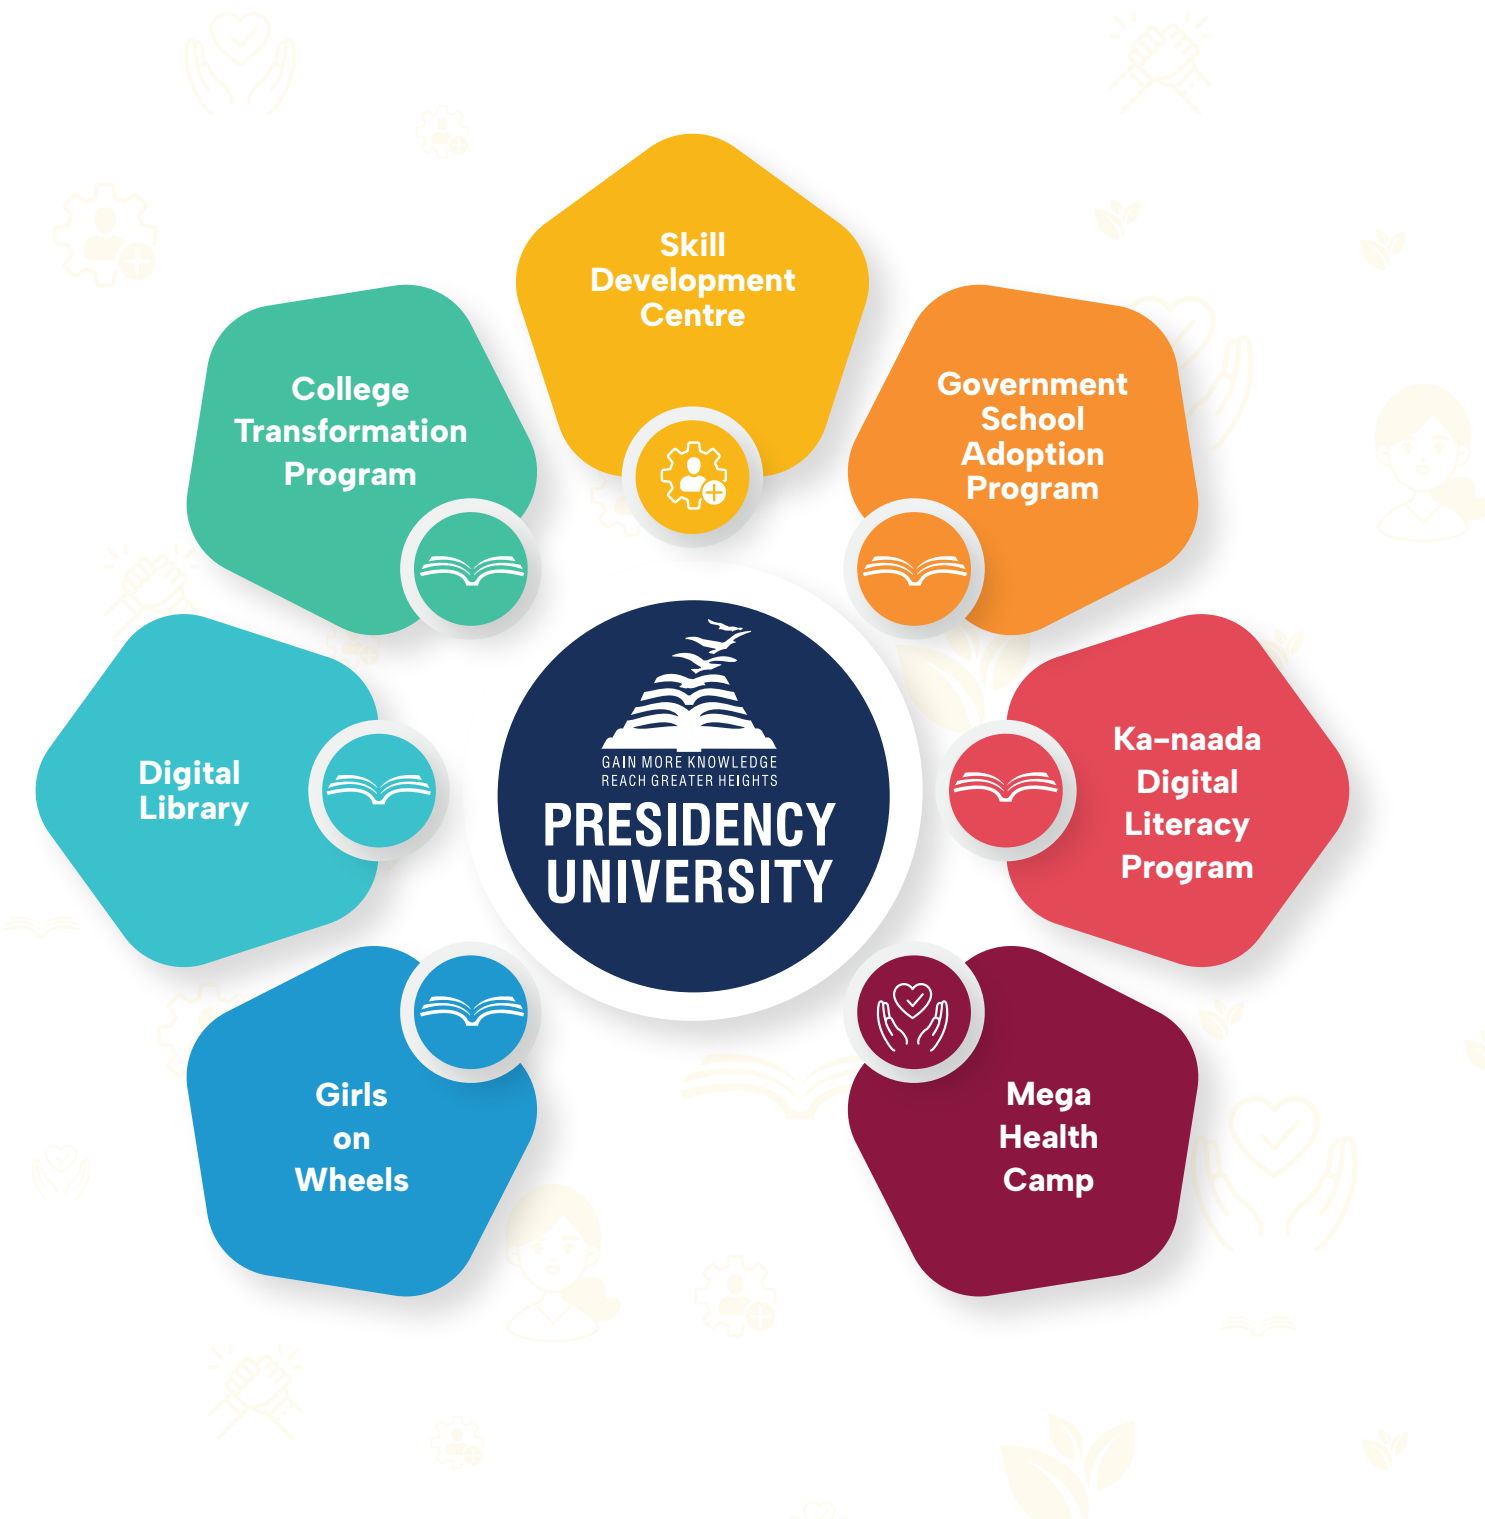 Skill
Development
Centre
Government
School
Adoption
Program
Ka-naada
Digital
Literacy
Program
Mega
Health
Camp
Girls
on
Wheels
Digital
Library
College
Transformation
Program
GAIN MORE KNOWLEDGE
REACH GREATER HEIGHTS
PRESIDENCY
UNIVERSITY